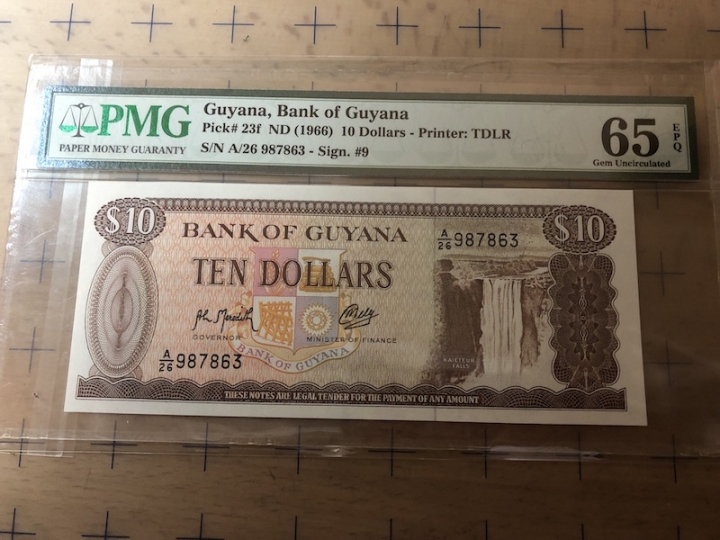 PMG
PAPER MONEY GUARANTY
Guyana, Bank of Guyana
Pick# 23f ND (1966) 10 Dollars - Printer: TDLR
S/N A/26 987863 - Sign. #9
65 EPQ
Gem Uncirculated
$10
BANK OF GUYANA
A/26 987863
$10
TEN DOLLARS
GOVERNOR
MINISTER OF FINANCE
BANK OF GUYANA
KAIETEUR
FALLS
A/26 987863
THESE NOTES ARE LEGAL TENDER FOR THE PAYMENT OF ANY AMOUNT